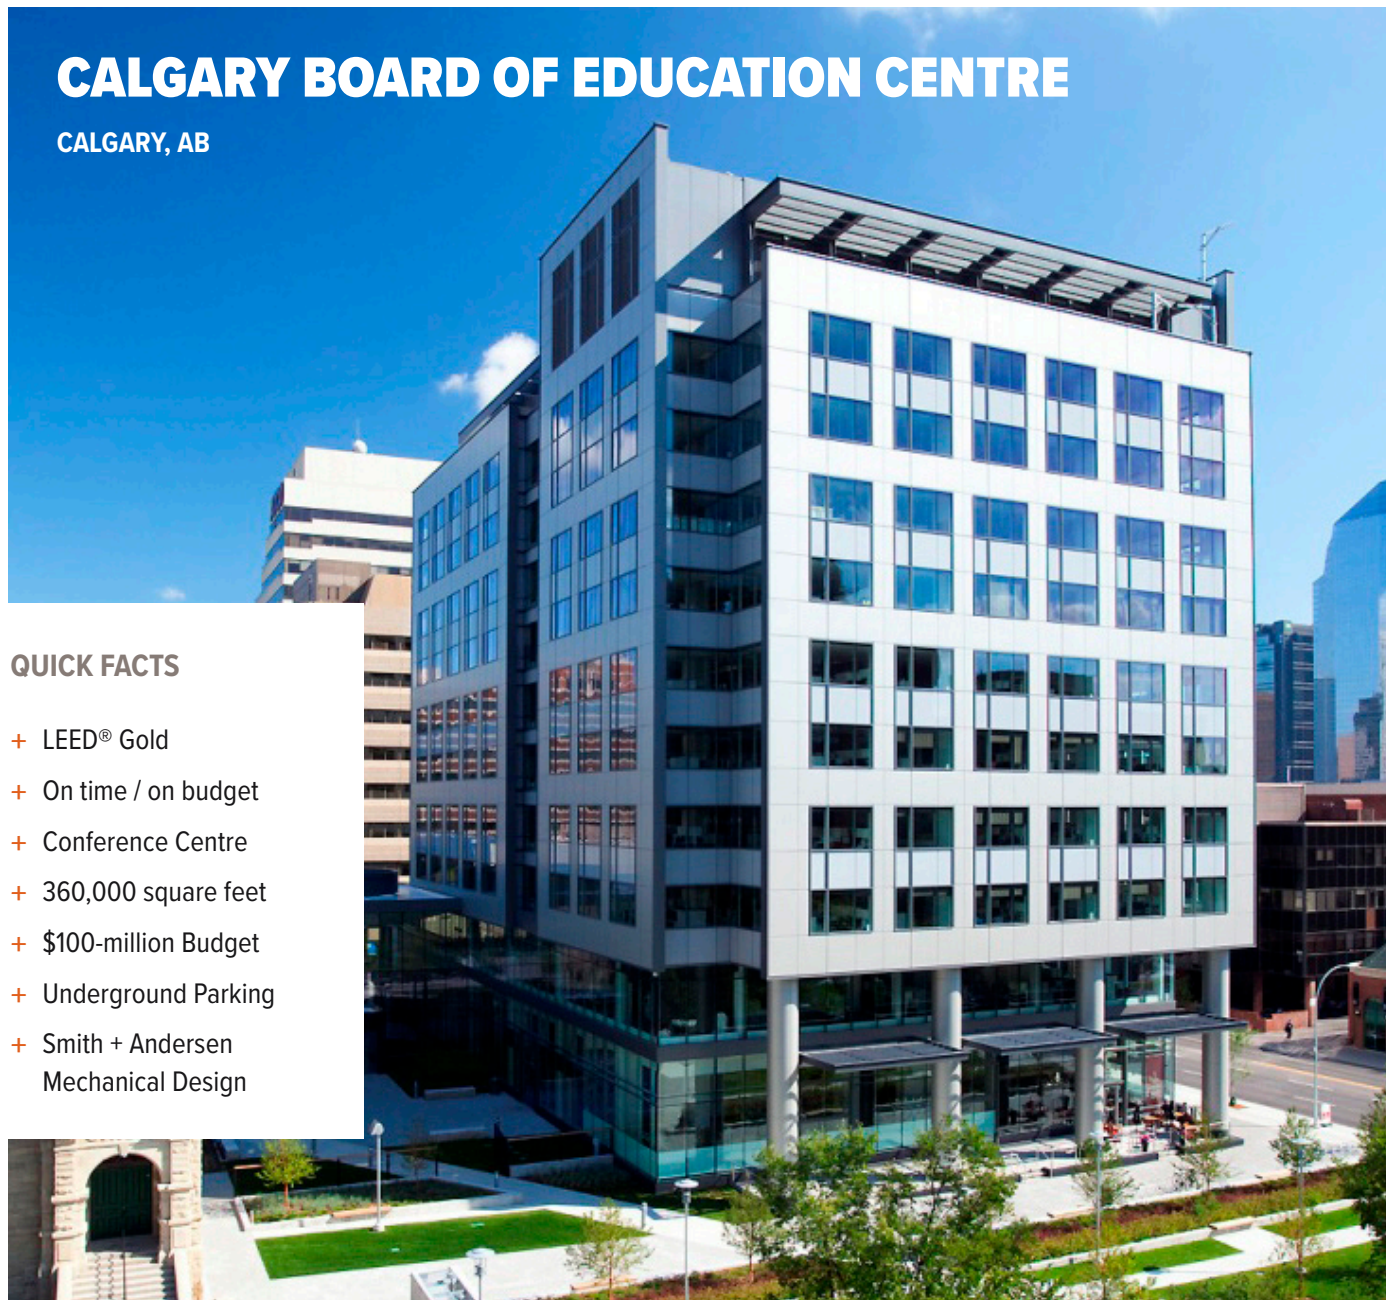 CALGARY BOARD OF EDUCATION CENTRE
CALGARY, AB
QUICK FACTS
+ LEED® Gold
+ On time / on budget
+ Conference Centre
+ 360,000 square feet
+ $100-million Budget
+ Underground Parking
+ Smith + Andersen
Mechanical Design